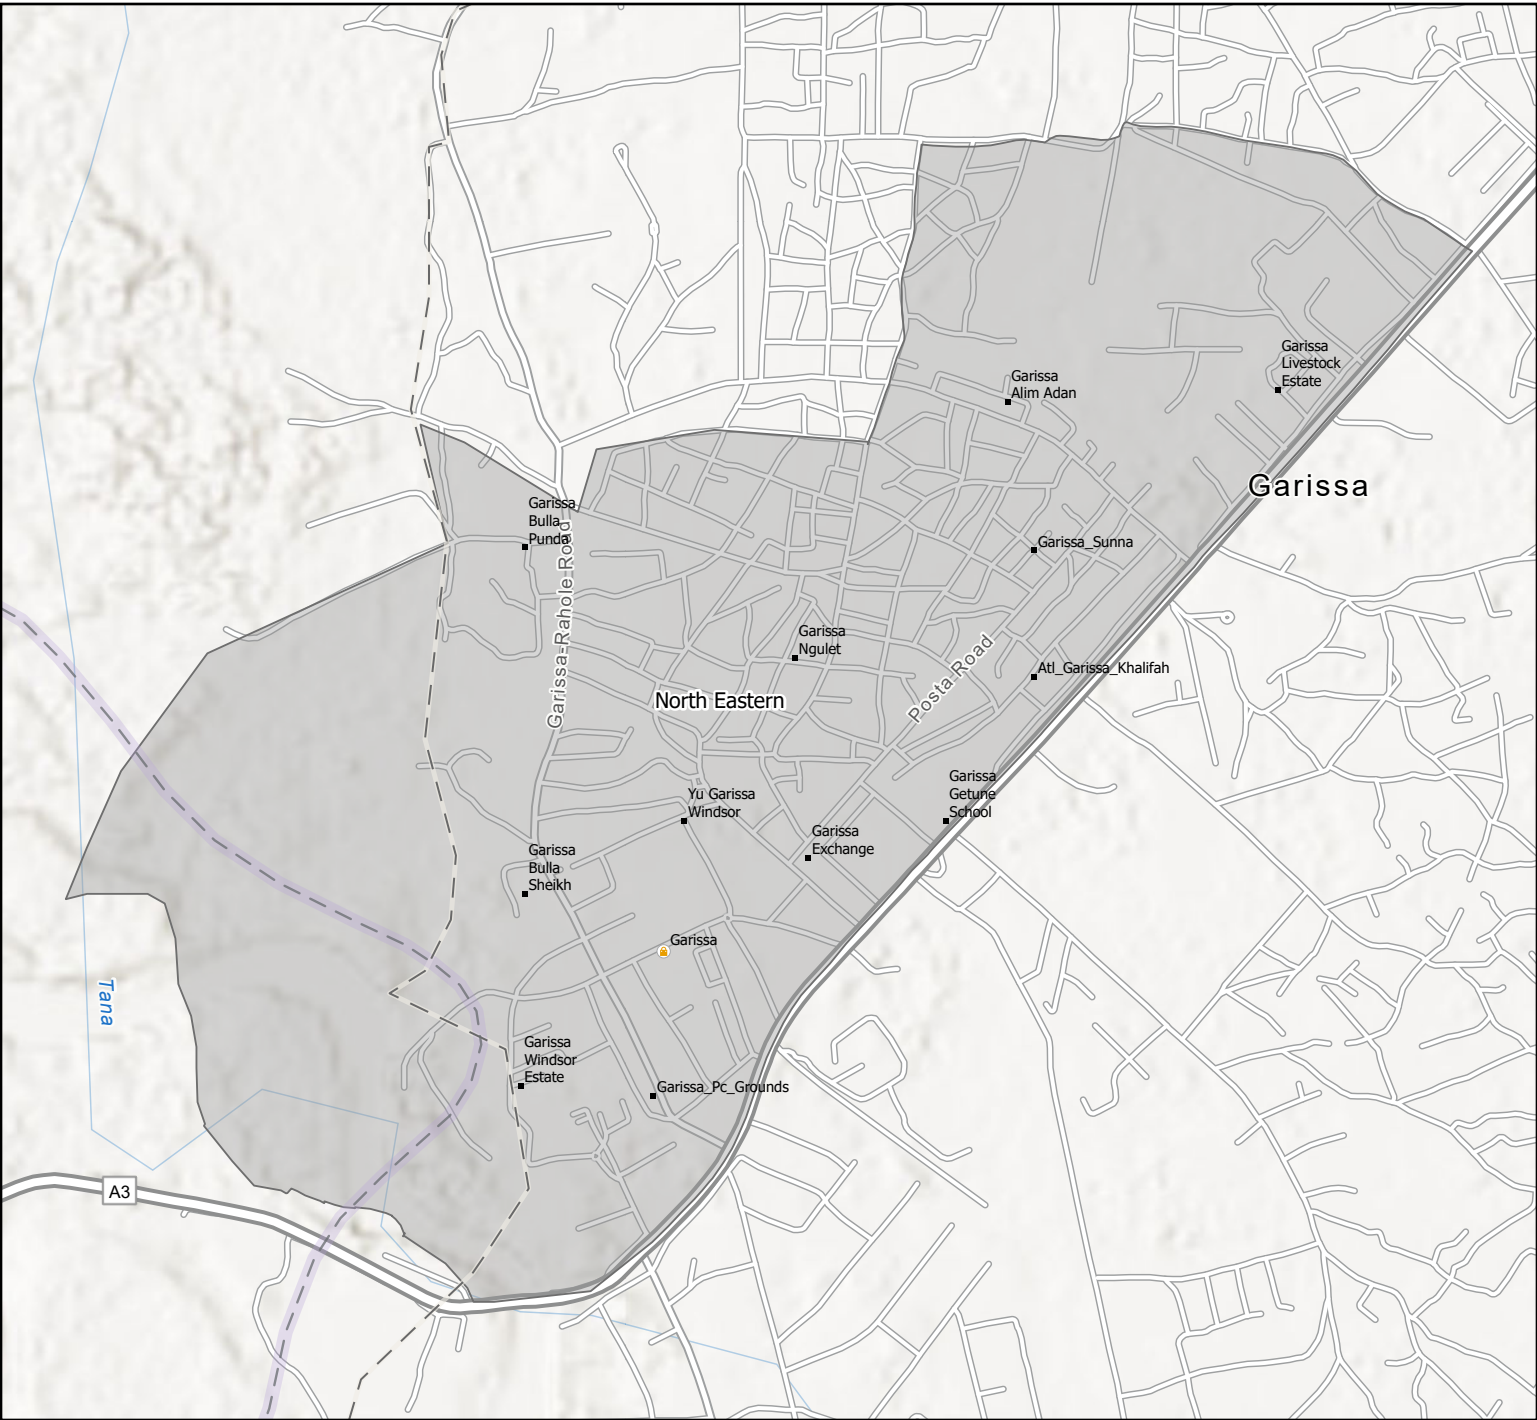 Garissa
Livestock
Estate
Garissa
Alim Adan
Garissa
Garissa
Bulla
Punda
Garissa-Rahole Road
Garissa_Sunna
Garissa
Ngulet
Posta Road
Atl_Garissa_Khalifah
North Eastern
Garissa
Getune
School
Yu Garissa
Windsor
Garissa
Exchange
Garissa
Bulla
Sheikh
Garissa
Tana
Garissa
Windsor
Estate
Garissa_Pc_Grounds
A3